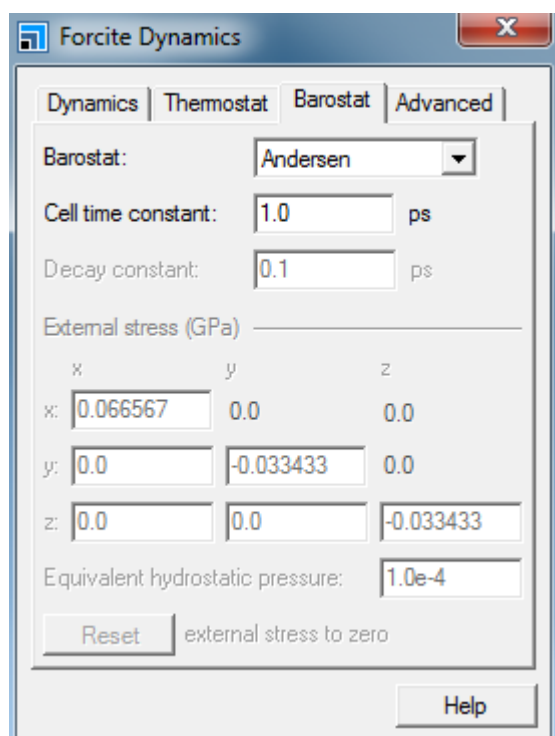 Forcite Dynamics
Dynamics Thermostat Barostat Advanced
Barostat: Andersen
Cell time constant: 1.0 ps
Decay constant: 0.1 ps
External stress (GPa)
x y z
x: 0.066567 0.0 0.0
y: 0.0 -0.033433 0.0
z: 0.0 0.0 -0.033433
Equivalent hydrostatic pressure: 1.0e-4
Reset external stress to zero
Help